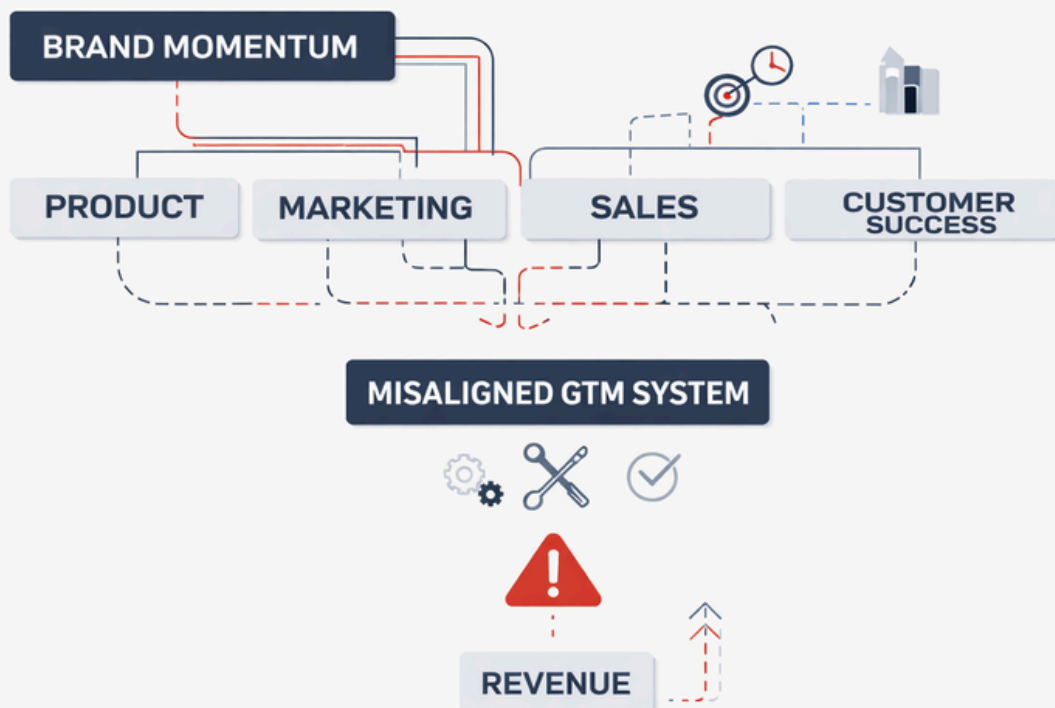 BRAND MOMENTUM
PRODUCT
MARKETING
SALES
CUSTOMER
SUCCESS
MISALIGNED GTM SYSTEM
REVENUE